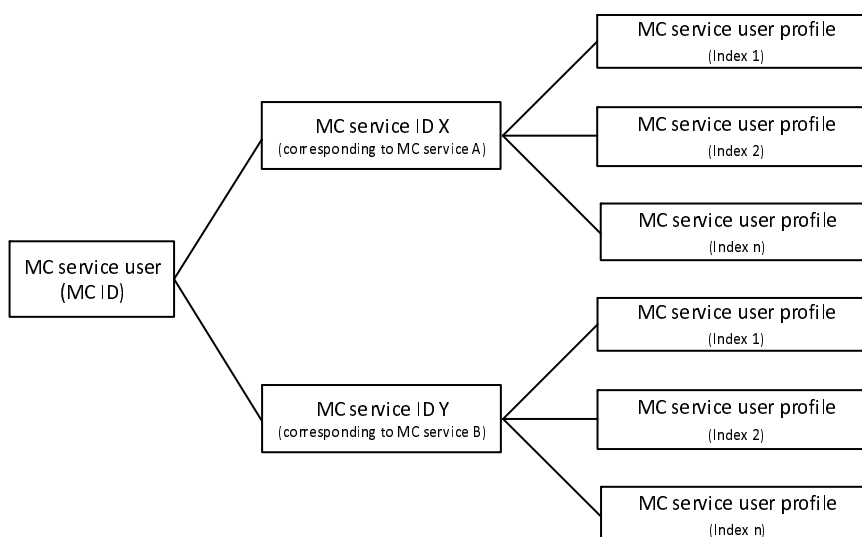 MC service user profile
(Index 1)
MC service ID X
(corresponding to MC service A)
MC service user profile
(Index 2)
MC service user profile
(Index n)
MC service user
(MC ID)
MC service user profile
(Index 1)
MC service ID Y
(corresponding to MC service B)
MC service user profile
(Index 2)
MC service user profile
(Index n)